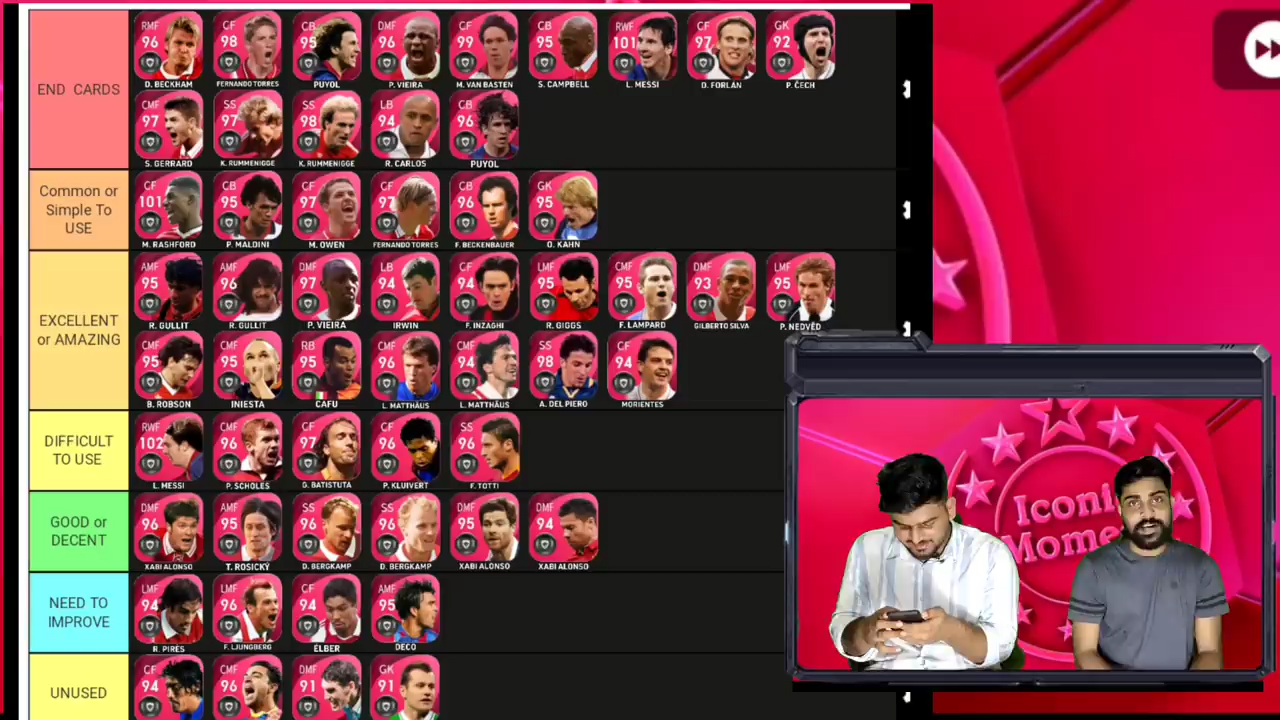 END CARDS
RMF 96 D. BECKHAM
CF 98 FERNANDO TORRES
CB 95 PUYOL
DMF 96 P. VIEIRA
CF 99 M. VAN BASTEN
CB 95 S. CAMPBELL
RWF 101 L. MESSI
CF 97 D. FORLÁN
GK 92 P. ČECH
CMF 97 S. GERRARD
SS 97 K. RUMMENIGGE
SS 98 K. RUMMENIGGE
LB 94 R. CARLOS
CB 96 PUYOL
Common or
Simple To
USE
CF 101 M. RASHFORD
CB 95 P. MALDINI
CF 97 M. OWEN
CF 97 FERNANDO TORRES
CB 96 F. BECKENBAUER
GK 95 O. KAHN
EXCELLENT
or AMAZING
AMF 95 R. GULLIT
AMF 96 R. GULLIT
DMF 97 P. VIEIRA
LB 94 IRWIN
CF 94 F. INZAGHI
LMF 95 R. GIGGS
CMF 95 F. LAMPARD
DMF 93 GILBERTO SILVA
LMF 95 P. NEDVĚD
CMF 95 B. ROBSON
CMF 95 INIESTA
RB 95 CAFU
CMF 96 L. MATTHÄUS
CMF 94 L. MATTHÄUS
SS 98 A. DEL PIERO
CF 94 MORIENTES
DIFFICULT
TO USE
RWF 102 L. MESSI
CMF 96 P. SCHOLES
CF 97 G. BATISTUTA
CF 96 P. KLUIVERT
SS 96 F. TOTTI
GOOD or
DECENT
DMF 96 XABI ALONSO
AMF 95 T. ROSICKÝ
SS 96 D. BERGKAMP
SS 96 D. BERGKAMP
DMF 95 XABI ALONSO
DMF 94 XABI ALONSO
NEED TO
IMPROVE
LMF 94 R. PIRES
LMF 96 F. LJUNGBERG
CF 94 ÉLBER
AMF 95 DECO
UNUSED
CF 94
CMF 96
DMF 91
GK 91
Iconi
Mome